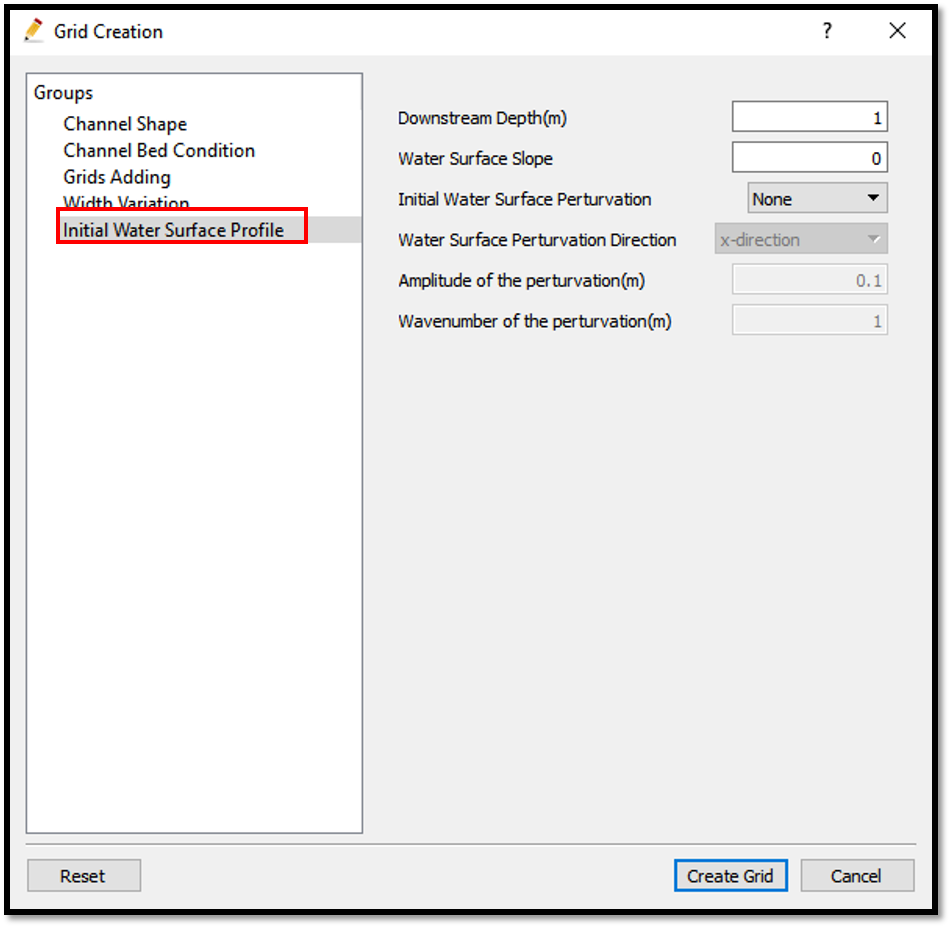 Grid Creation
?
Groups
Channel Shape
Channel Bed Condition
Grids Adding
Width Variation
Initial Water Surface Profile
Downstream Depth(m) 1
Water Surface Slope 0
Initial Water Surface Perturvation None
Water Surface Perturvation Direction x-direction
Amplitude of the perturvation(m) 0.1
Wavenumber of the perturvation(m) 1
Reset Create Grid Cancel